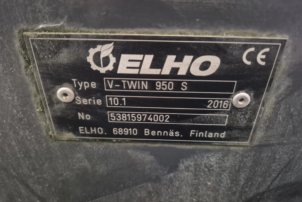 ELHO CE
Type V-TWIN 950 S
Serie 10.1 2016
No 53815974002
ELHO, 68910 Bennäs, Finland